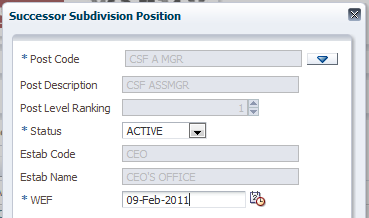 Successor Subdivision Position
* Post Code CSF A MGR
Post Description CSF ASSMGR
Post Level Ranking 1
* Status ACTIVE
Estab Code CEO
Estab Name CEO'S OFFICE
* WEF 09-Feb-2011